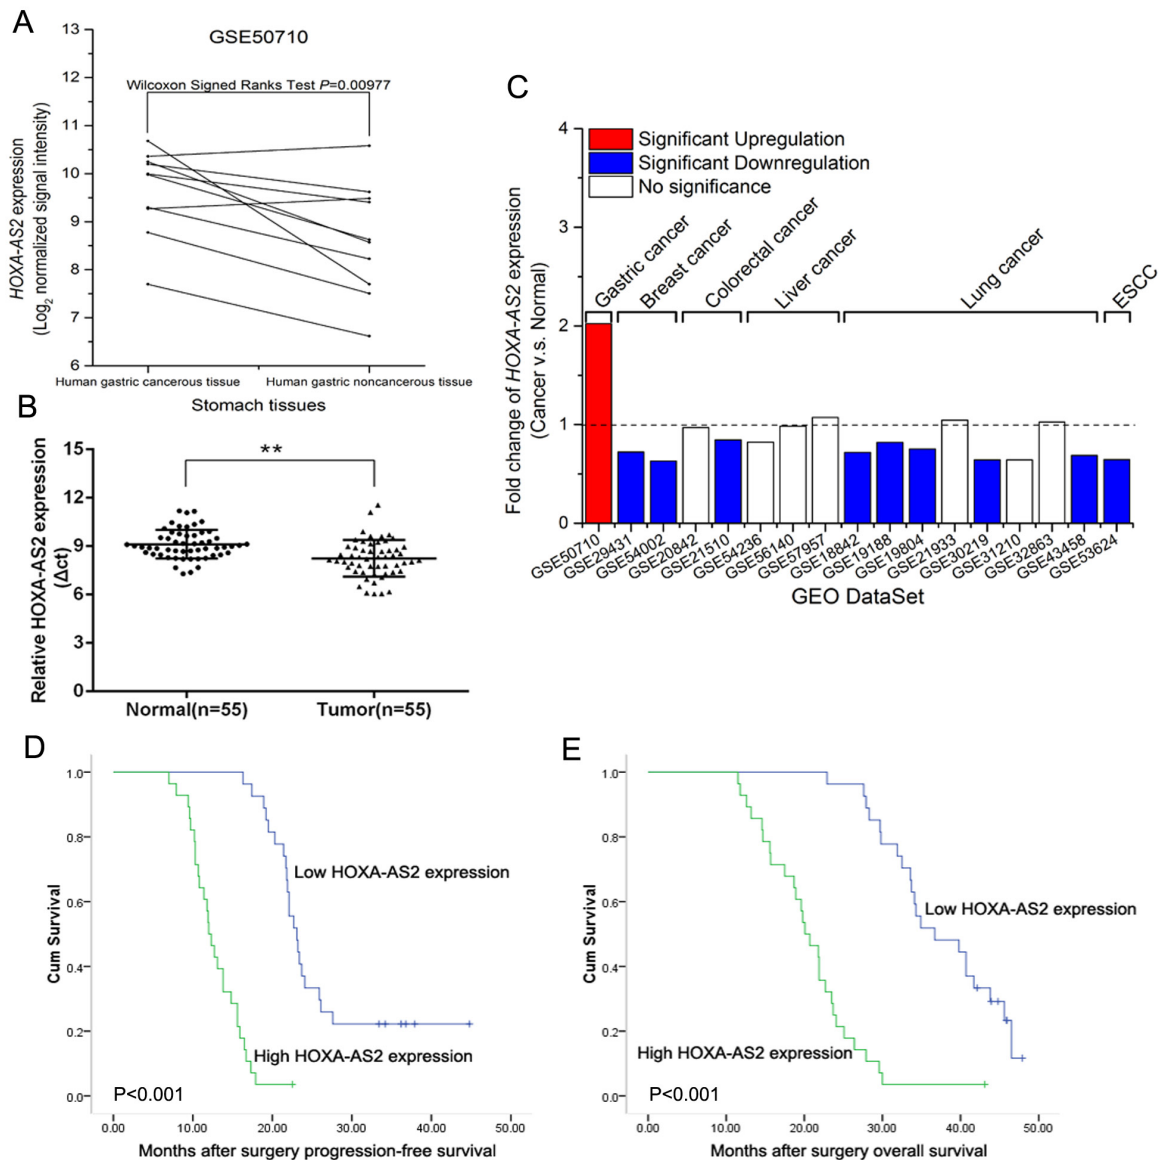 A
GSE50710
Wilcoxon Signed Ranks Test P=0.00977
HOXA-AS2 expression
(Log2 normalized signal intensity)
13
12
11
10
9
8
7
6
Human gastric cancerous tissue
Human gastric noncancerous tissue
Stomach tissues
B
Relative HOXA-AS2 expression
(Δct)
15
12
9
6
3
0
**
Normal(n=55)
Tumor(n=55)
C
Significant Upregulation
Significant Downregulation
No significance
Fold change of HOXA-AS2 expression
(Cancer v.s. Normal)
4
3
2
1
0
Gastric cancer
Breast cancer
Colorectal cancer
Liver cancer
Lung cancer
ESCC
GSE50710
GSE29431
GSE54002
GSE20842
GSE21510
GSE54236
GSE56140
GSE57957
GSE18842
GSE19188
GSE19804
GSE21933
GSE30219
GSE31210
GSE32863
GSE43458
GSE53624
GEO DataSet
D
Cum Survival
1.0
0.8
0.6
0.4
0.2
0.0
Low HOXA-AS2 expression
High HOXA-AS2 expression
P<0.001
0.00 10.00 20.00 30.00 40.00 50.00
Months after surgery progression-free survival
E
Cum Survival
1.0
0.8
0.6
0.4
0.2
0.0
Low HOXA-AS2 expression
High HOXA-AS2 expression
P<0.001
0.00 10.00 20.00 30.00 40.00 50.00
Months after surgery overall survival